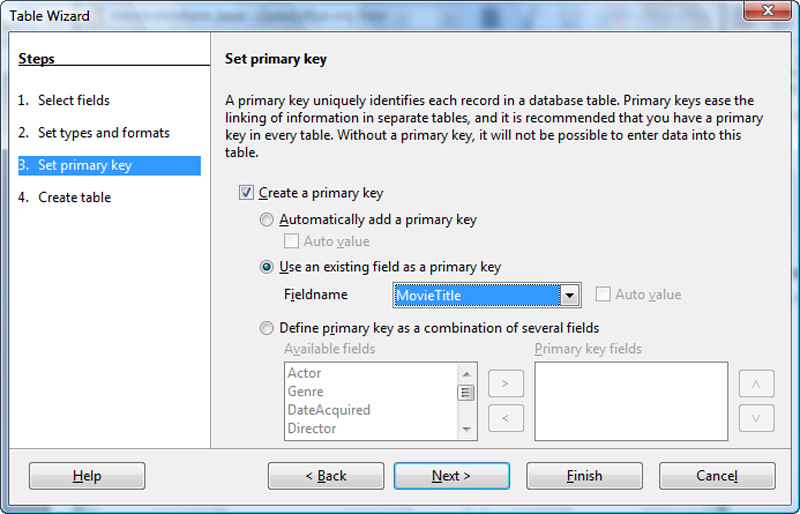 Table Wizard
Steps
1. Select fields
2. Set types and formats
3. Set primary key
4. Create table
Set primary key
A primary key uniquely identifies each record in a database table. Primary keys ease the
linking of information in separate tables, and it is recommended that you have a primary
key in every table. Without a primary key, it will not be possible to enter data into this
table.
Create a primary key
Automatically add a primary key
Auto value
Use an existing field as a primary key
Fieldname MovieTitle Auto value
Define primary key as a combination of several fields
Available fields Primary key fields
Actor
Genre
DateAcquired
Director
>
<
Help < Back Next > Finish Cancel